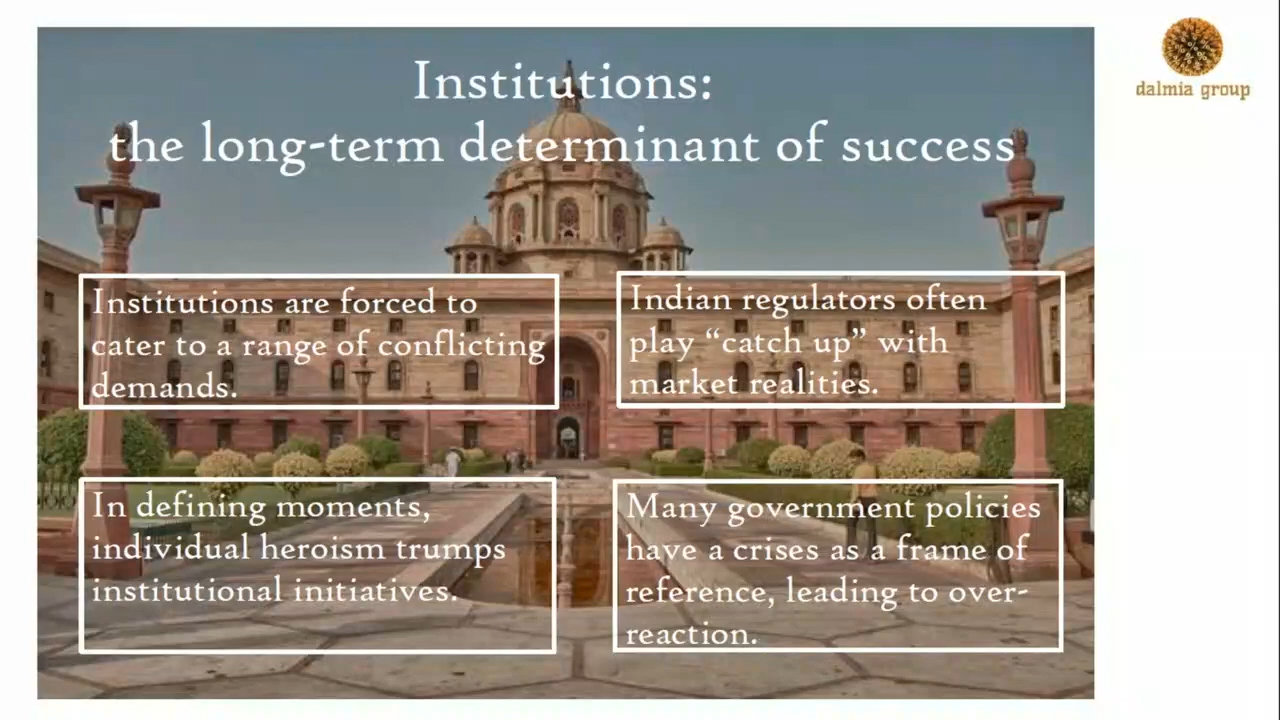 Institutions:
the long-term determinant of success
dalmia group
Institutions are forced to
cater to a range of conflicting
demands.
Indian regulators often
play “catch up” with
market realities.
In defining moments,
individual heroism trumps
institutional initiatives.
Many government policies
have a crises as a frame of
reference, leading to over-
reaction.